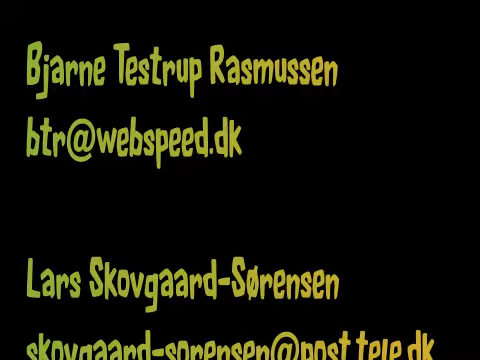 Bjarne Testrup Rasmussen
btr@webspeed.dk
Lars Skovgaard-Sørensen
skovgaard-sorensen@post.tele.dk